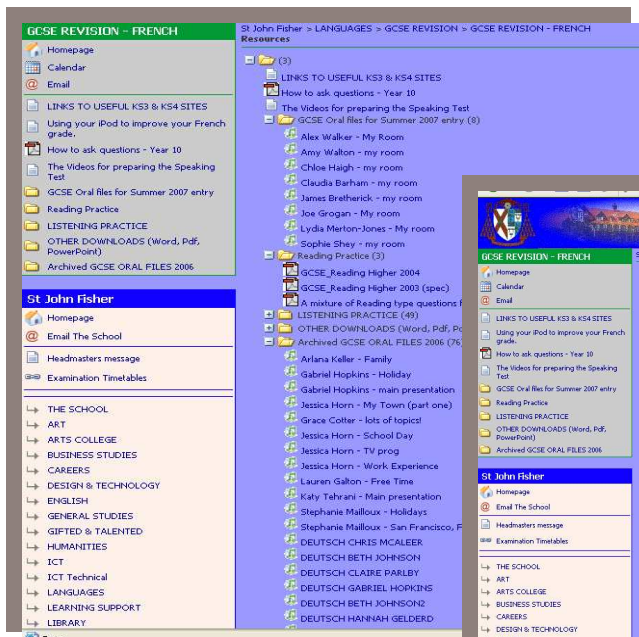 GCSE REVISION - FRENCH
Homepage
Calendar
Email
LINKS TO USEFUL KS3 & KS4 SITES
Using your iPod to improve your French
grade.
How to ask questions - Year 10
The Videos for preparing the Speaking
Test
GCSE Oral files for Summer 2007 entry
Reading Practice
LISTENING PRACTICE
OTHER DOWNLOADS (Word, Pdf,
PowerPoint)
Archived GCSE ORAL FILES 2006
St John Fisher
Homepage
Email The School
Headmasters message
Examination Timetables
THE SCHOOL
ART
ARTS COLLEGE
BUSINESS STUDIES
CAREERS
DESIGN & TECHNOLOGY
ENGLISH
GENERAL STUDIES
GIFTED & TALENTED
HUMANITIES
ICT
ICT Technical
LANGUAGES
LEARNING SUPPORT
LIBRARY
St John Fisher > LANGUAGES > GCSE REVISION > GCSE REVISION - FRENCH
Resources
(3)
LINKS TO USEFUL KS3 & KS4 SITES
How to ask questions - Year 10
The Videos for preparing the Speaking Test
GCSE Oral files for Summer 2007 entry (8)
Alex Walker - My Room
Amy Walton - my room
Chloe Haigh - my room
Claudia Barham - my room
James Bretherick - my room
Joe Grogan - My room
Lydia Merton-Jones - My room
Sophie Shey - my room
Reading Practice (3)
GCSE_Reading Higher 2004
GCSE_Reading Higher 2003 (spec)
A mixture of Reading type questions
LISTENING PRACTICE (49)
OTHER DOWNLOADS (Word, Pdf,
Archived GCSE ORAL FILES 2006 (76)
Arlana Keller - Family
Gabriel Hopkins - Holiday
Gabriel Hopkins - main presentation
Jessica Horn - My Town (part one)
Grace Cotter - lots of topics!
Jessica Horn - School Day
Jessica Horn - TV prog
Jessica Horn - Work Experience
Lauren Galton - Free Time
Katy Tehrani - Main presentation
Stephanie Mailloux - Holidays
Stephanie Mailloux - San Francisco,
DEUTSCH CHRIS MCALEER
DEUTSCH BETH JOHNSON
DEUTSCH CLAIRE PARLBY
DEUTSCH GABRIEL HOPKINS
DEUTSCH BETH JOHNSON2
DEUTSCH HANNAH GELDERD
GCSE REVISION - FRENCH
Homepage
Calendar
Email
LINKS TO USEFUL KS3 & KS4 SITES
Using your iPod to improve your French
grade.
How to ask questions - Year 10
The Videos for preparing the Speaking
Test
GCSE Oral files for Summer 2007 entry
Reading Practice
LISTENING PRACTICE
OTHER DOWNLOADS (Word, Pdf,
PowerPoint)
Archived GCSE ORAL FILES 2006
St John Fisher
Homepage
Email The School
Headmasters message
Examination Timetables
THE SCHOOL
ART
ARTS COLLEGE
BUSINESS STUDIES
CAREERS
DESIGN & TECHNOLOGY